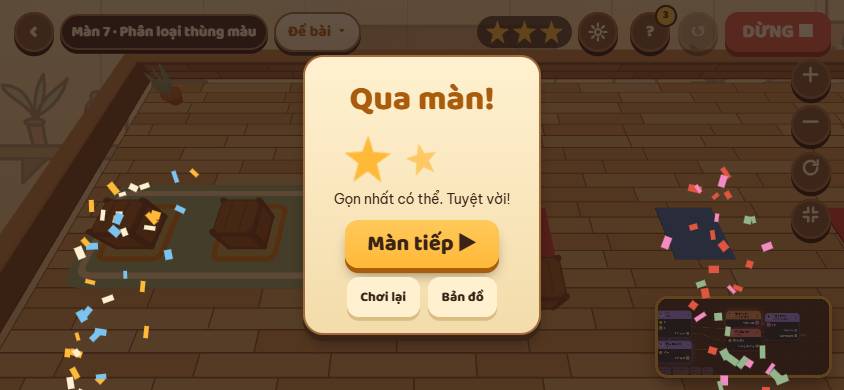 Màn 7 · Phân loại thùng màu
Đề bài
3
?
DỪNG
Qua màn!
Gọn nhất có thể. Tuyệt vời!
Màn tiếp
Chơi lại
Bản đồ